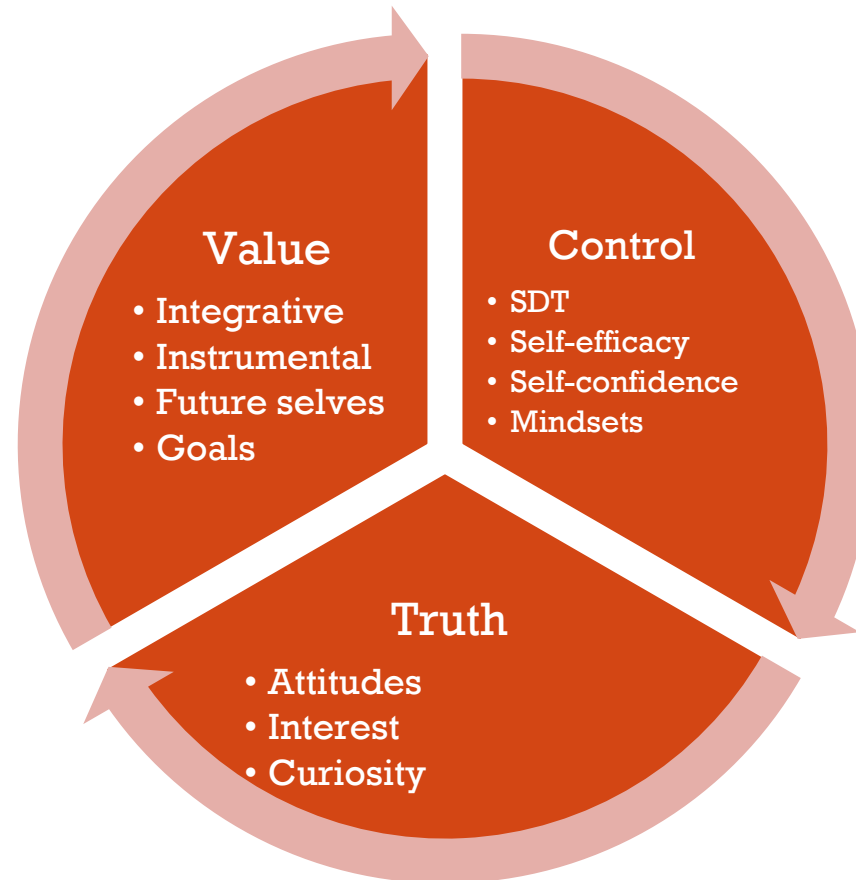 Value
• Integrative
• Instrumental
• Future selves
• Goals
Control
• SDT
• Self-efficacy
• Self-confidence
• Mindsets
Truth
• Attitudes
• Interest
• Curiosity